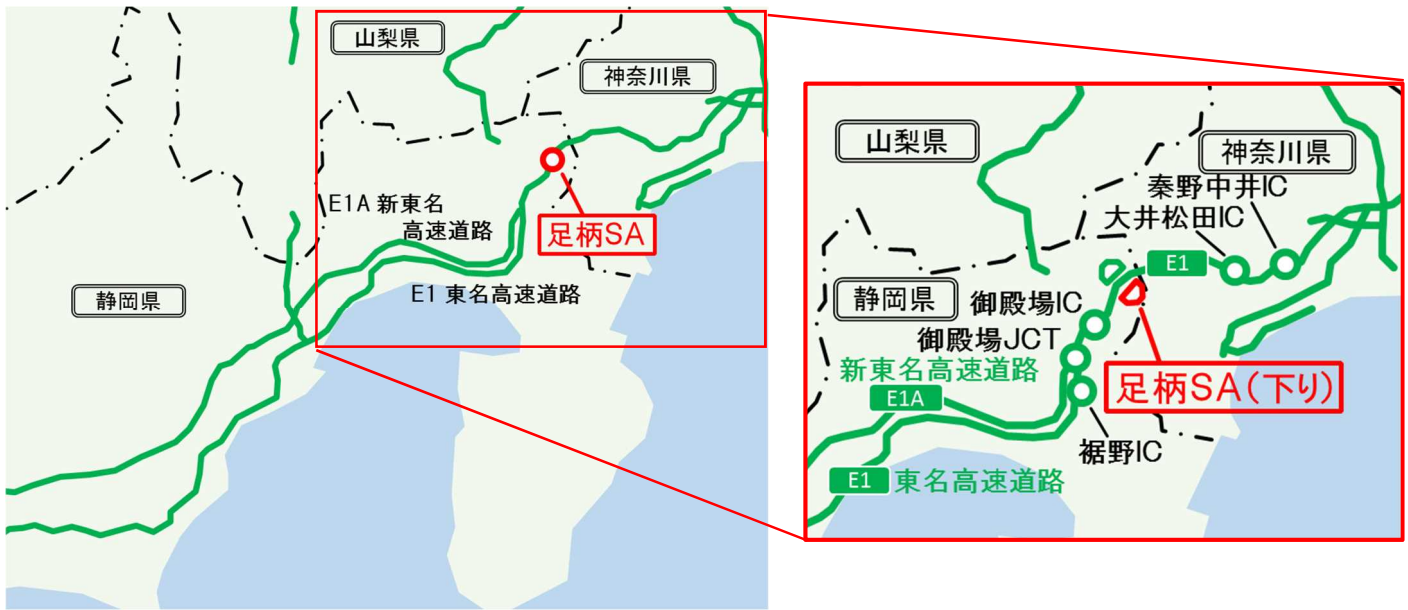 山梨県
神奈川県
E1A 新東名
高速道路
足柄SA
E1 東名高速道路
静岡県
山梨県
神奈川県
秦野中井IC
大井松田IC
E1
静岡県
御殿場IC
御殿場JCT
新東名高速道路
足柄SA(下り)
E1A
裾野IC
E1 東名高速道路